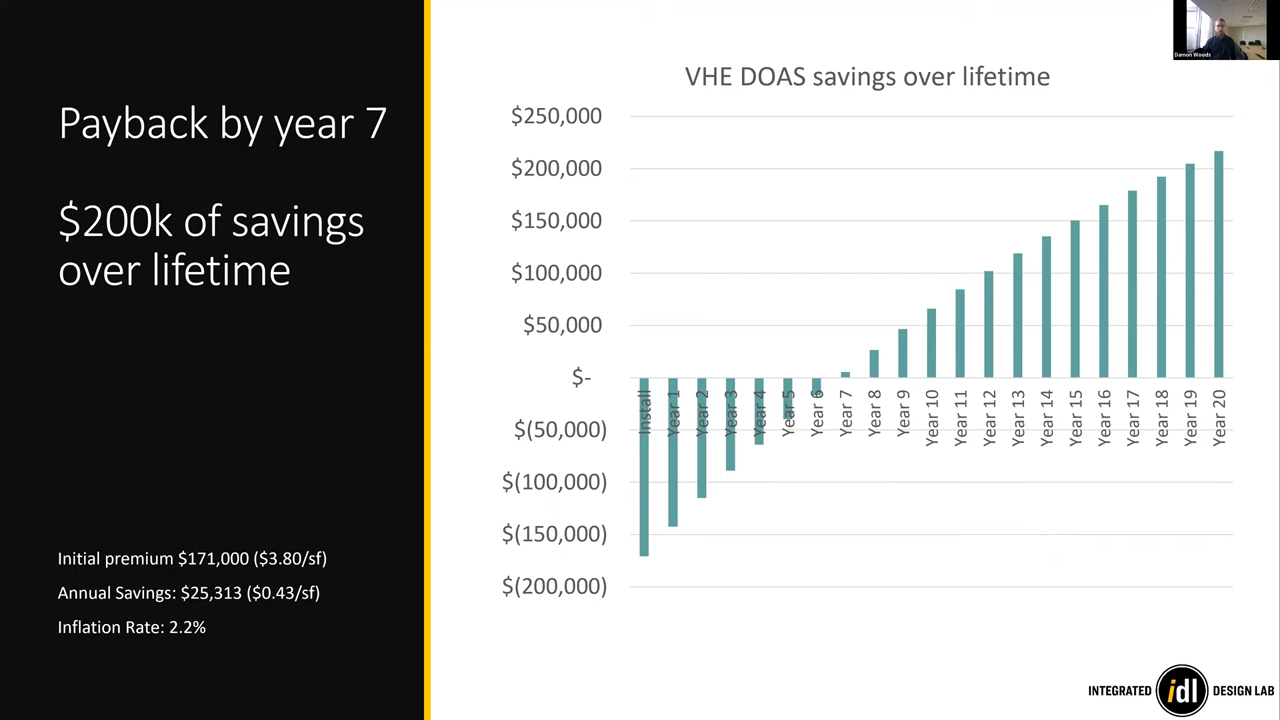 Payback by year 7
$200k of savings
over lifetime
Initial premium $171,000 ($3.80/sf)
Annual Savings: $25,313 ($0.43/sf)
Inflation Rate: 2.2%
Damon Woods
VHE DOAS savings over lifetime
$250,000
$200,000
$150,000
$100,000
$50,000
$-
$(50,000)
$(100,000)
$(150,000)
$(200,000)
Install
Year 1
Year 2
Year 3
Year 4
Year 5
Year 6
Year 7
Year 8
Year 9
Year 10
Year 11
Year 12
Year 13
Year 14
Year 15
Year 16
Year 17
Year 18
Year 19
Year 20
INTEGRATED idl DESIGN LAB